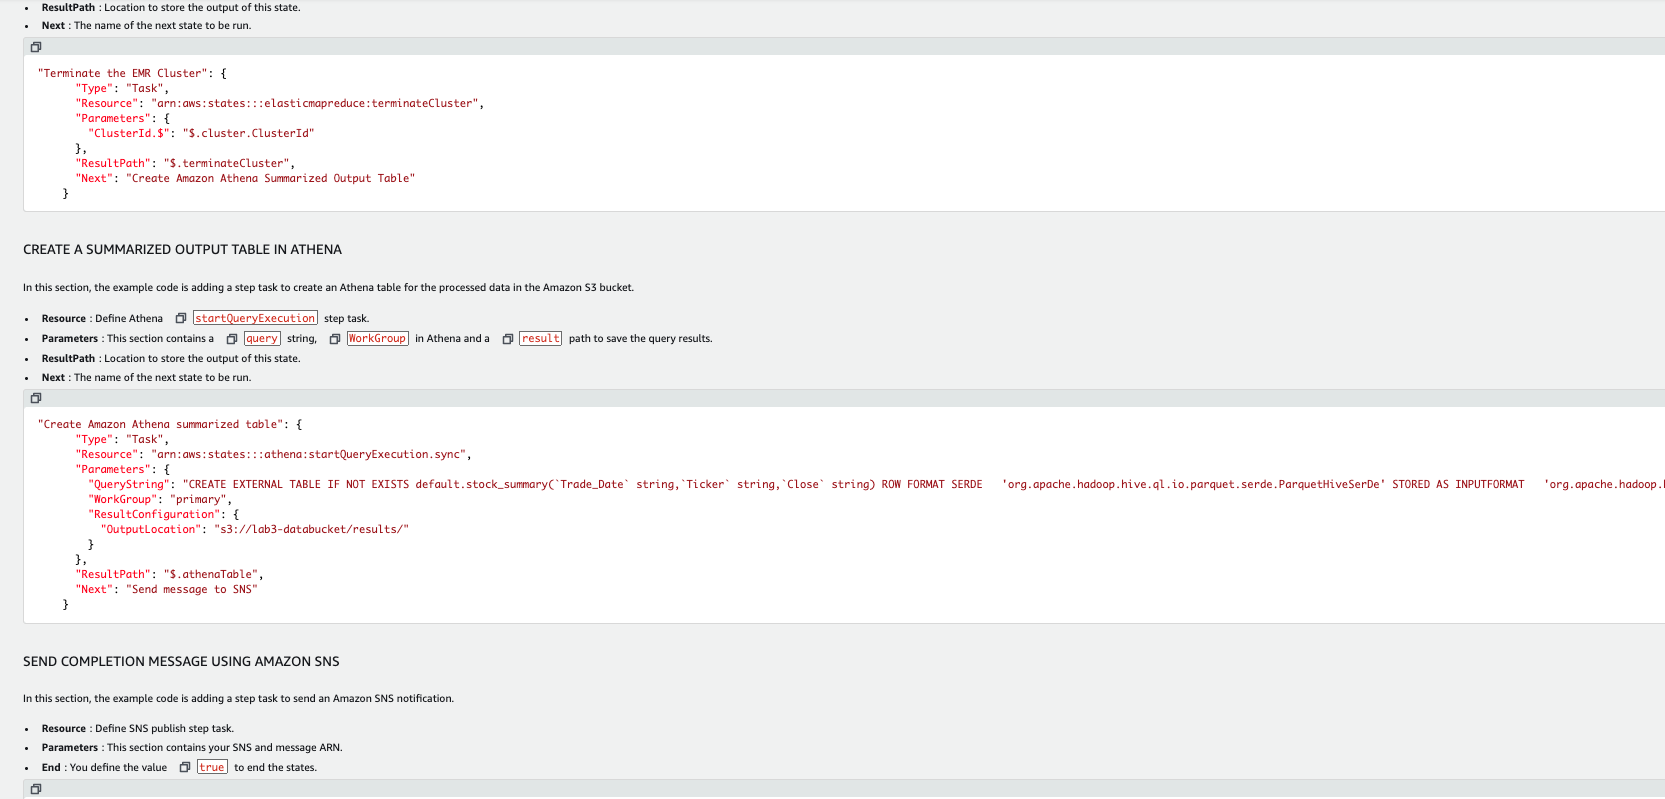 • ResultPath : Location to store the output of this state.
• Next : The name of the next state to be run.
"Terminate the EMR Cluster": {
"Type": "Task",
"Resource": "arn:aws:states:::elasticmapreduce:terminateCluster",
"Parameters": {
"ClusterId.$": "$.cluster.ClusterId"
},
"ResultPath": "$.terminateCluster",
"Next": "Create Amazon Athena Summarized Output Table"
}
CREATE A SUMMARIZED OUTPUT TABLE IN ATHENA
In this section, the example code is adding a step task to create an Athena table for the processed data in the Amazon S3 bucket.
• Resource : Define Athena startQueryExecution step task.
• Parameters : This section contains a query string, WorkGroup in Athena and a result path to save the query results.
• ResultPath : Location to store the output of this state.
• Next : The name of the next state to be run.
"Create Amazon Athena summarized table": {
"Type": "Task",
"Resource": "arn:aws:states:::athena:startQueryExecution.sync",
"Parameters": {
"QueryString": "CREATE EXTERNAL TABLE IF NOT EXISTS default.stock_summary(`Trade_Date` string,`Ticker` string,`Close` string) ROW FORMAT SERDE 'org.apache.hadoop.hive.ql.io.parquet.serde.ParquetHiveSerDe' STORED AS INPUTFORMAT 'org.apache.hadoop.
"WorkGroup": "primary",
"ResultConfiguration": {
"OutputLocation": "s3://lab3-databucket/results/"
}
},
"ResultPath": "$.athenaTable",
"Next": "Send message to SNS"
}
SEND COMPLETION MESSAGE USING AMAZON SNS
In this section, the example code is adding a step task to send an Amazon SNS notification.
• Resource : Define SNS publish step task.
• Parameters : This section contains your SNS and message ARN.
• End : You define the value true to end the states.